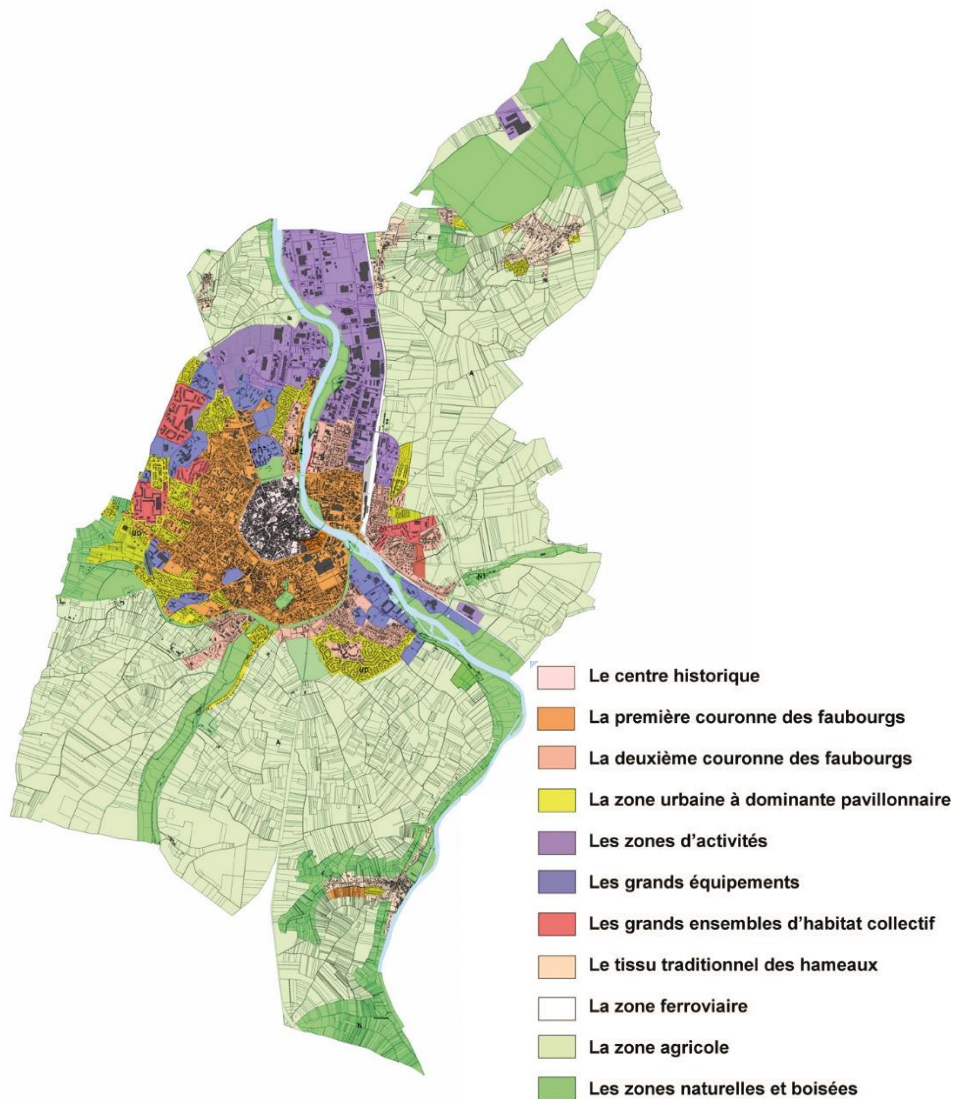 A
UP
UP
A
N
Le centre historique
La première couronne des faubourgs
La deuxième couronne des faubourgs
La zone urbaine à dominante pavillonnaire
Les zones d'activités
Les grands équipements
Les grands ensembles d'habitat collectif
Le tissu traditionnel des hameaux
La zone ferroviaire
La zone agricole
Les zones naturelles et boisées